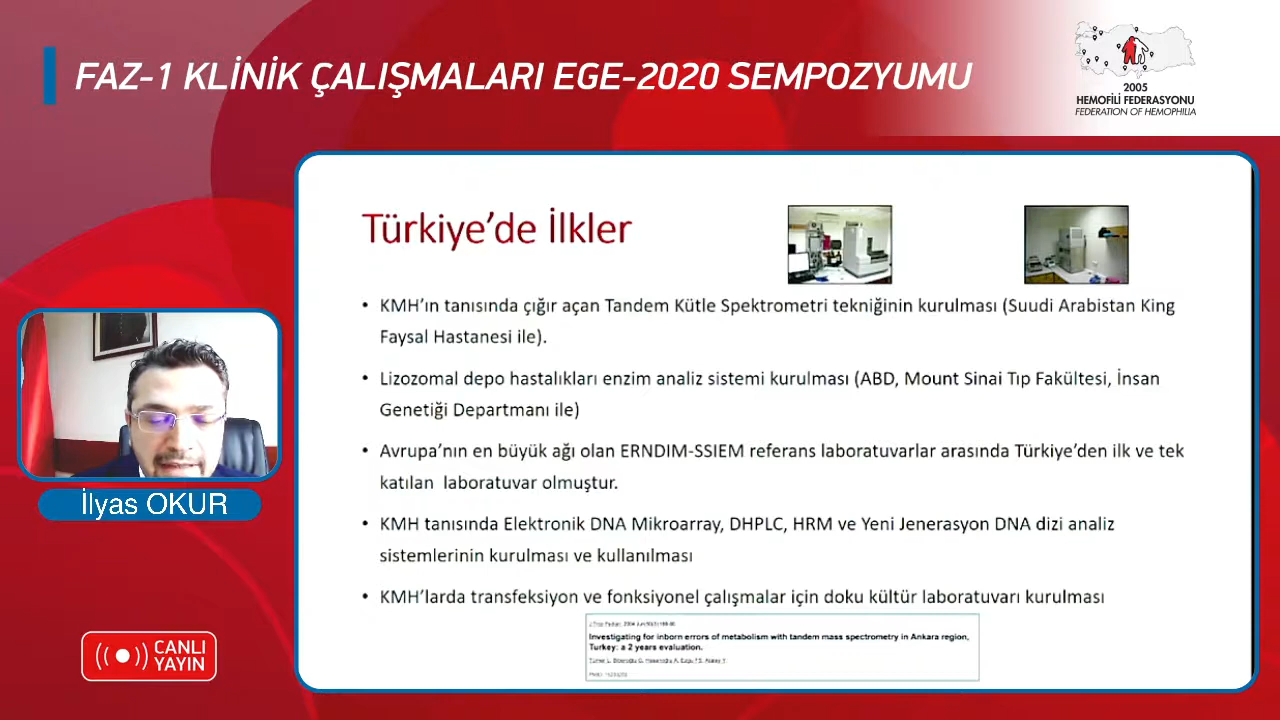 FAZ-1 KLİNİK ÇALIŞMALARI EGE-2020 SEMPOZYUMU
2005
HEMOFİLİ FEDERASYONU
FEDERATION OF HEMOPHILIA
Türkiye’de İlkler
• KMH’ın tanısında çığır açan Tandem Kütle Spektrometri tekniğinin kurulması (Suudi Arabistan King
Faysal Hastanesi ile).
• Lizozomal depo hastalıkları enzim analiz sistemi kurulması (ABD, Mount Sinai Tıp Fakültesi, İnsan
Genetiği Departmanı ile)
• Avrupa’nın en büyük ağı olan ERNDIM-SSIEM referans laboratuvarlar arasında Türkiye’den ilk ve tek
katılan laboratuvar olmuştur.
• KMH tanısında Elektronik DNA Mikroarray, DHPLC, HRM ve Yeni Jenerasyon DNA dizi analiz
sistemlerinin kurulması ve kullanılması
• KMH’larda transfeksiyon ve fonksiyonel çalışmalar için doku kültür laboratuvarı kurulması
Investigating for inborn errors of metabolism with tandem mass spectrometry in Ankara region,
Turkey: a 2 years evaluation.
İlyas OKUR
CANLI
YAYIN